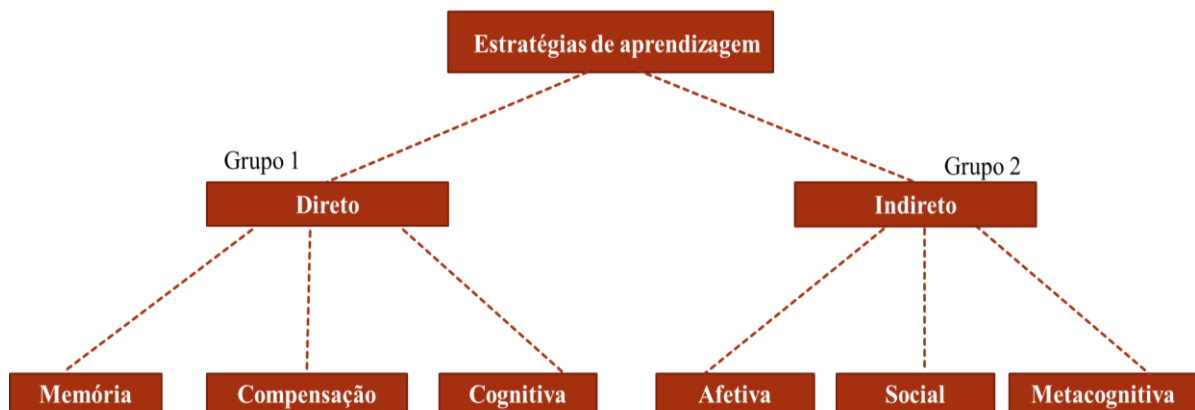 Estratégias de aprendizagem
Grupo 1
Grupo 2
Direto
Indireto
Memória
Compensação
Cognitiva
Afetiva
Social
Metacognitiva